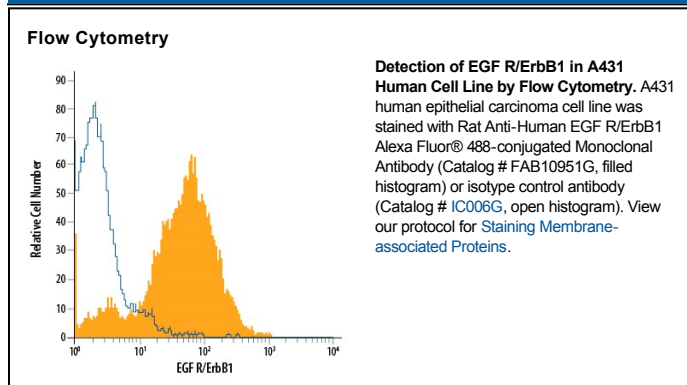 Flow Cytometry
90
80
70
60
50
40
30
20
10
0
Relative Cell Number
10⁰ 10¹ 10² 10³ 10⁴
EGF R/ErbB1
Detection of EGF R/ErbB1 in A431
Human Cell Line by Flow Cytometry. A431
human epithelial carcinoma cell line was
stained with Rat Anti-Human EGF R/ErbB1
Alexa Fluor® 488-conjugated Monoclonal
Antibody (Catalog # FAB10951G, filled
histogram) or isotype control antibody
(Catalog # IC006G, open histogram). View
our protocol for Staining Membrane-
associated Proteins.